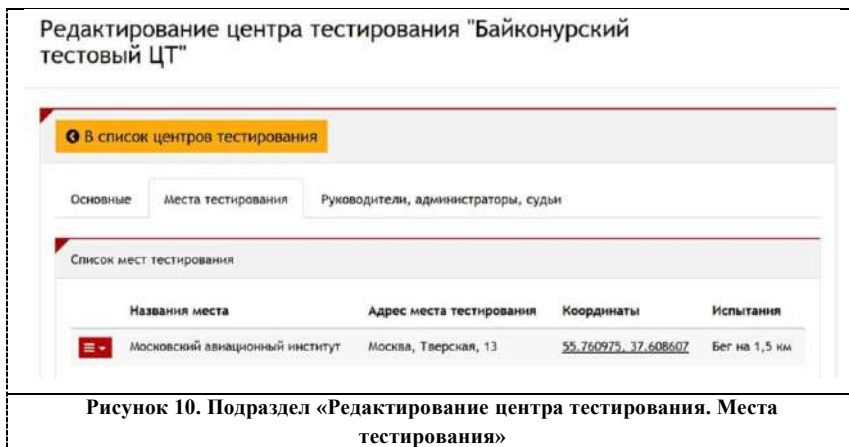 Редактирование центра тестирования "Байконурский
тестовый ЦТ"
В список центров тестирования
Основные Места тестирования Руководители, администраторы, судьи
Список мест тестирования
Названия места Адрес места тестирования Координаты Испытания
Московский авиационный институт Москва, Тверская, 13 55.760975, 37.608607 Бег на 1,5 км
Рисунок 10. Подраздел «Редактирование центра тестирования. Места
тестирования»